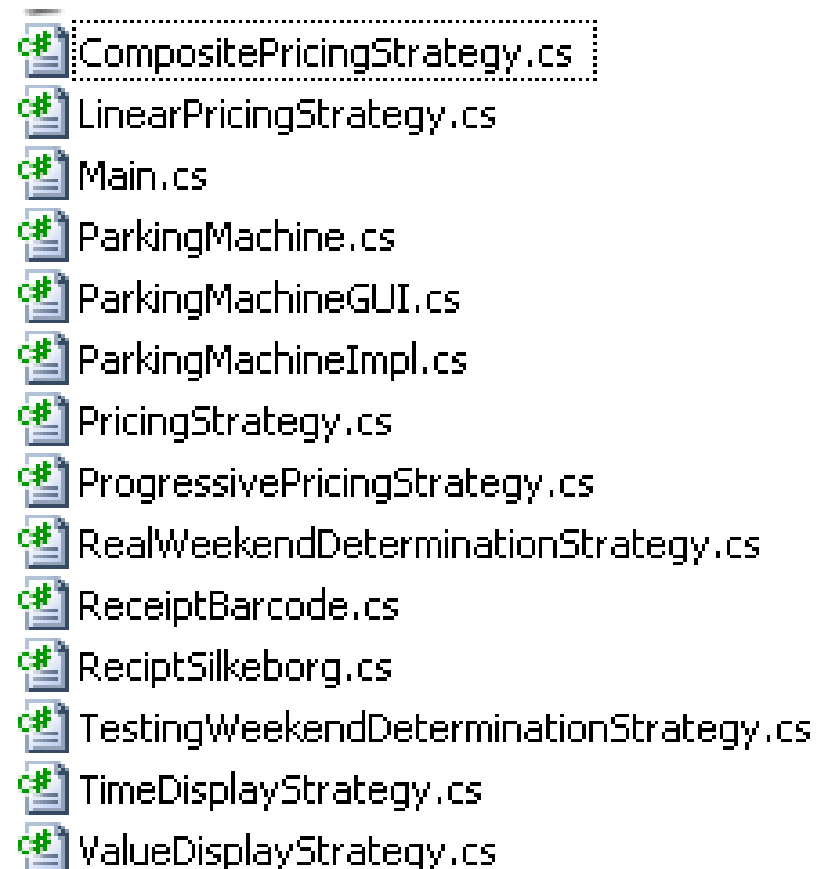 CompositePricingStrategy.cs
LinearPricingStrategy.cs
Main.cs
ParkingMachine.cs
ParkingMachineGUI.cs
ParkingMachineImpl.cs
PricingStrategy.cs
ProgressivePricingStrategy.cs
RealWeekendDeterminationStrategy.cs
ReceiptBarcode.cs
ReciptSilkeborg.cs
TestingWeekendDeterminationStrategy.cs
TimeDisplayStrategy.cs
ValueDisplayStrategy.cs